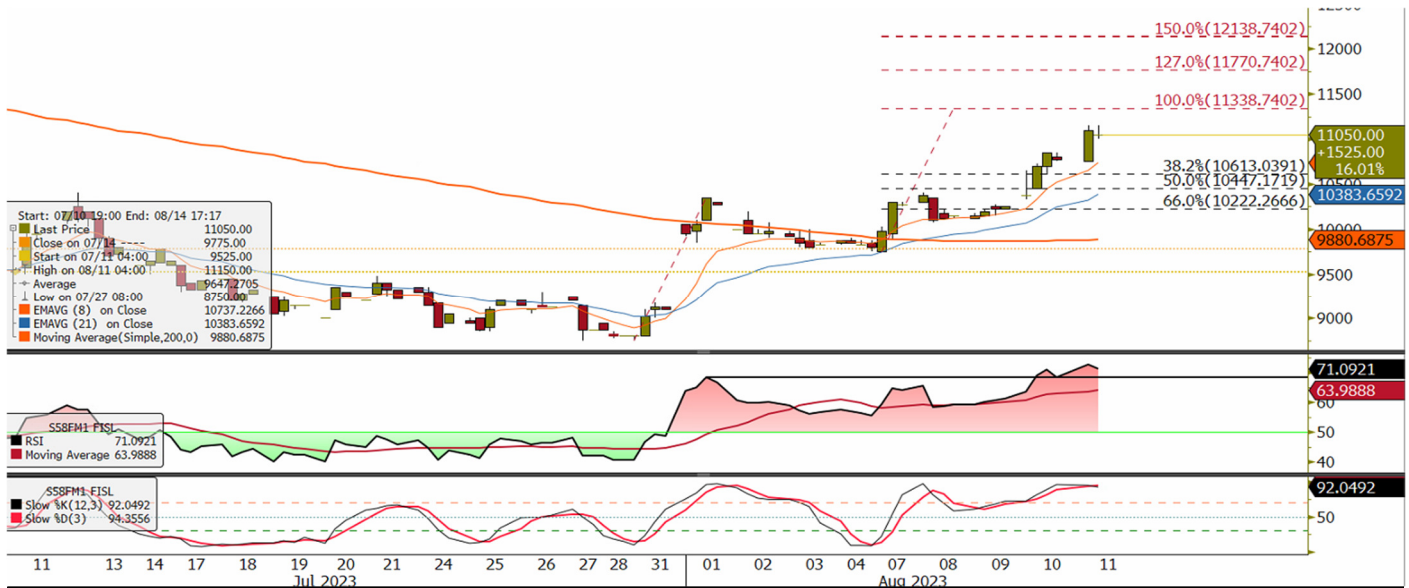 12500
150.0%(12138.7402)
12000
127.0%(11770.7402)
11500
100.0%(11338.7402)
11050.00
+1525.00
16.01%
38.2%(10613.0391)
10500
50.0%(10447.1719)
10383.6592
66.0%(10222.2666)
10000
9880.6875
9500
9000
Start: 07/10 19:00 End: 08/14 17:17
Last Price 11050.00
Close on 07/14 ---- 9775.00
Start on 07/11 04:00 9525.00
High on 08/11 04:00 11150.00
Average 9647.2705
Low on 07/27 08:00 8750.00
EMAVG (8) on Close 10737.2266
EMAVG (21) on Close 10383.6592
Moving Average(Simple,200,0) 9880.6875
71.0921
63.9888
60
50
40
S58FM1 FISL
RSI 71.0921
Moving Average 63.9888
92.0492
50
S58FM1 FISL
Slow %K(12,3) 92.0492
Slow %D(3) 94.3556
11 13 14 17 18 19 20 21 24 25 26 27 28 31 01 02 03 04 07 08 09 10 11
Jul 2023 Aug 2023